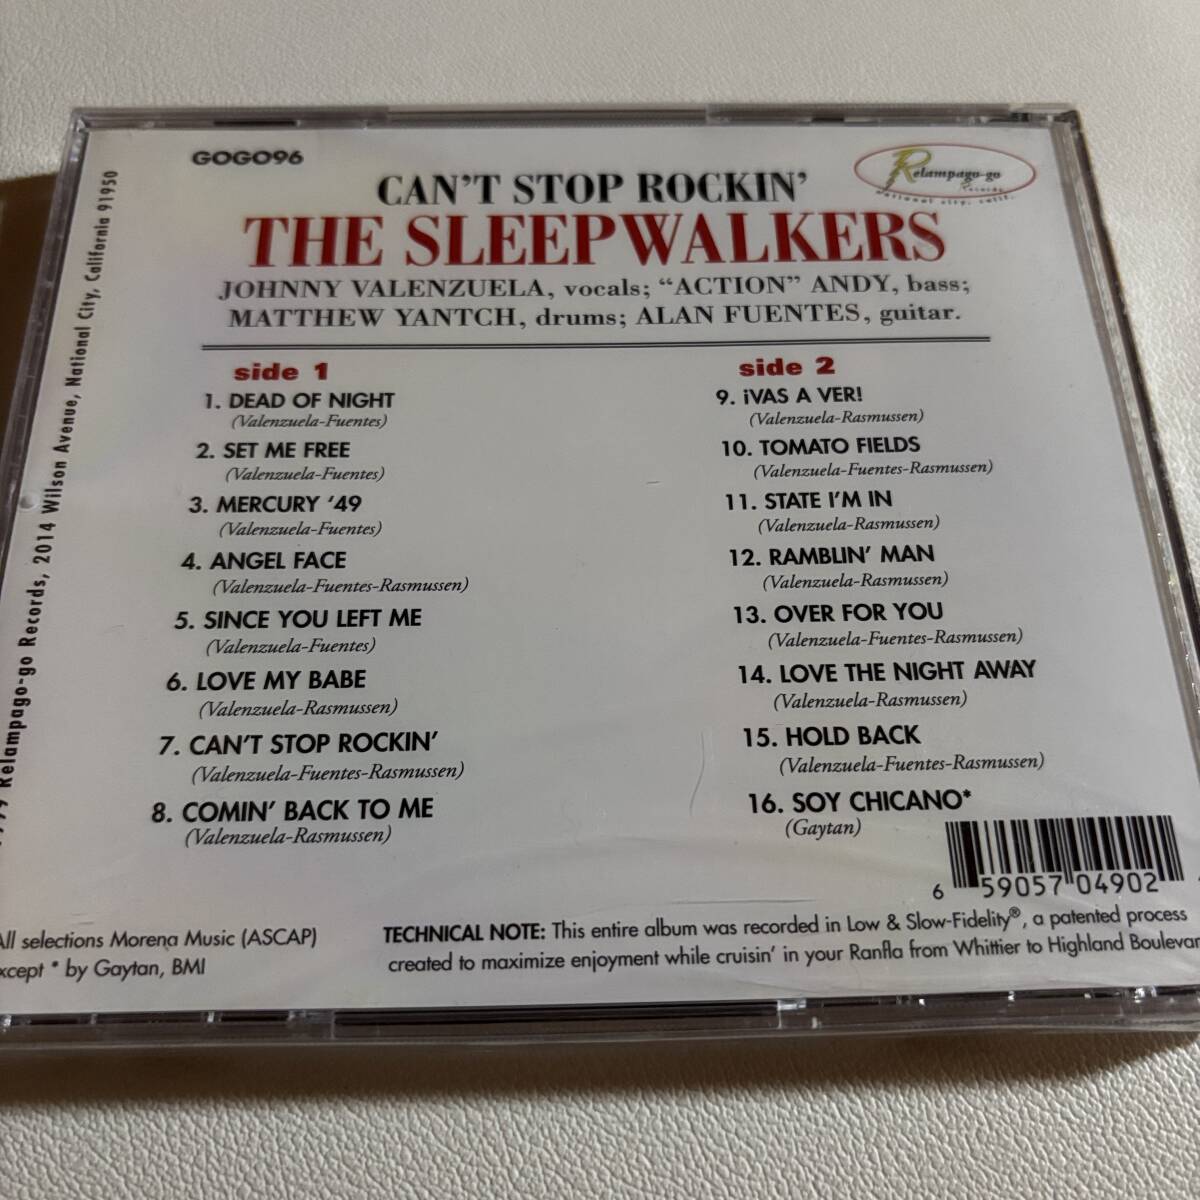 GOGO96
Relampago-go
Records
national city, calif.
CAN'T STOP ROCKIN'
THE SLEEPWALKERS
JOHNNY VALENZUELA, vocals; “ACTION” ANDY, bass;
MATTHEW YANTCH, drums; ALAN FUENTES, guitar.
side 1
1. DEAD OF NIGHT
(Valenzuela-Fuentes)
2. SET ME FREE
(Valenzuela-Fuentes)
3. MERCURY '49
(Valenzuela-Fuentes)
4. ANGEL FACE
(Valenzuela-Fuentes-Rasmussen)
5. SINCE YOU LEFT ME
(Valenzuela-Fuentes)
6. LOVE MY BABE
(Valenzuela-Rasmussen)
7. CAN'T STOP ROCKIN'
(Valenzuela-Fuentes-Rasmussen)
8. COMIN' BACK TO ME
(Valenzuela-Rasmussen)
side 2
9. ¡VAS A VER!
(Valenzuela-Rasmussen)
10. TOMATO FIELDS
(Valenzuela-Fuentes-Rasmussen)
11. STATE I'M IN
(Valenzuela-Rasmussen)
12. RAMBLIN' MAN
(Valenzuela-Rasmussen)
13. OVER FOR YOU
(Valenzuela-Fuentes-Rasmussen)
14. LOVE THE NIGHT AWAY
(Valenzuela-Rasmussen)
15. HOLD BACK
(Valenzuela-Fuentes-Rasmussen)
16. SOY CHICANO*
(Gaytan)
6 59057 04902
All selections Morena Music (ASCAP)
xcept * by Gaytan, BMI
TECHNICAL NOTE: This entire album was recorded in Low & Slow-Fidelity®, a patented process
created to maximize enjoyment while cruisin' in your Ranfla from Whittier to Highland Boulevar
Relampago-go Records, 2014 Wilson Avenue, National City, California 91950